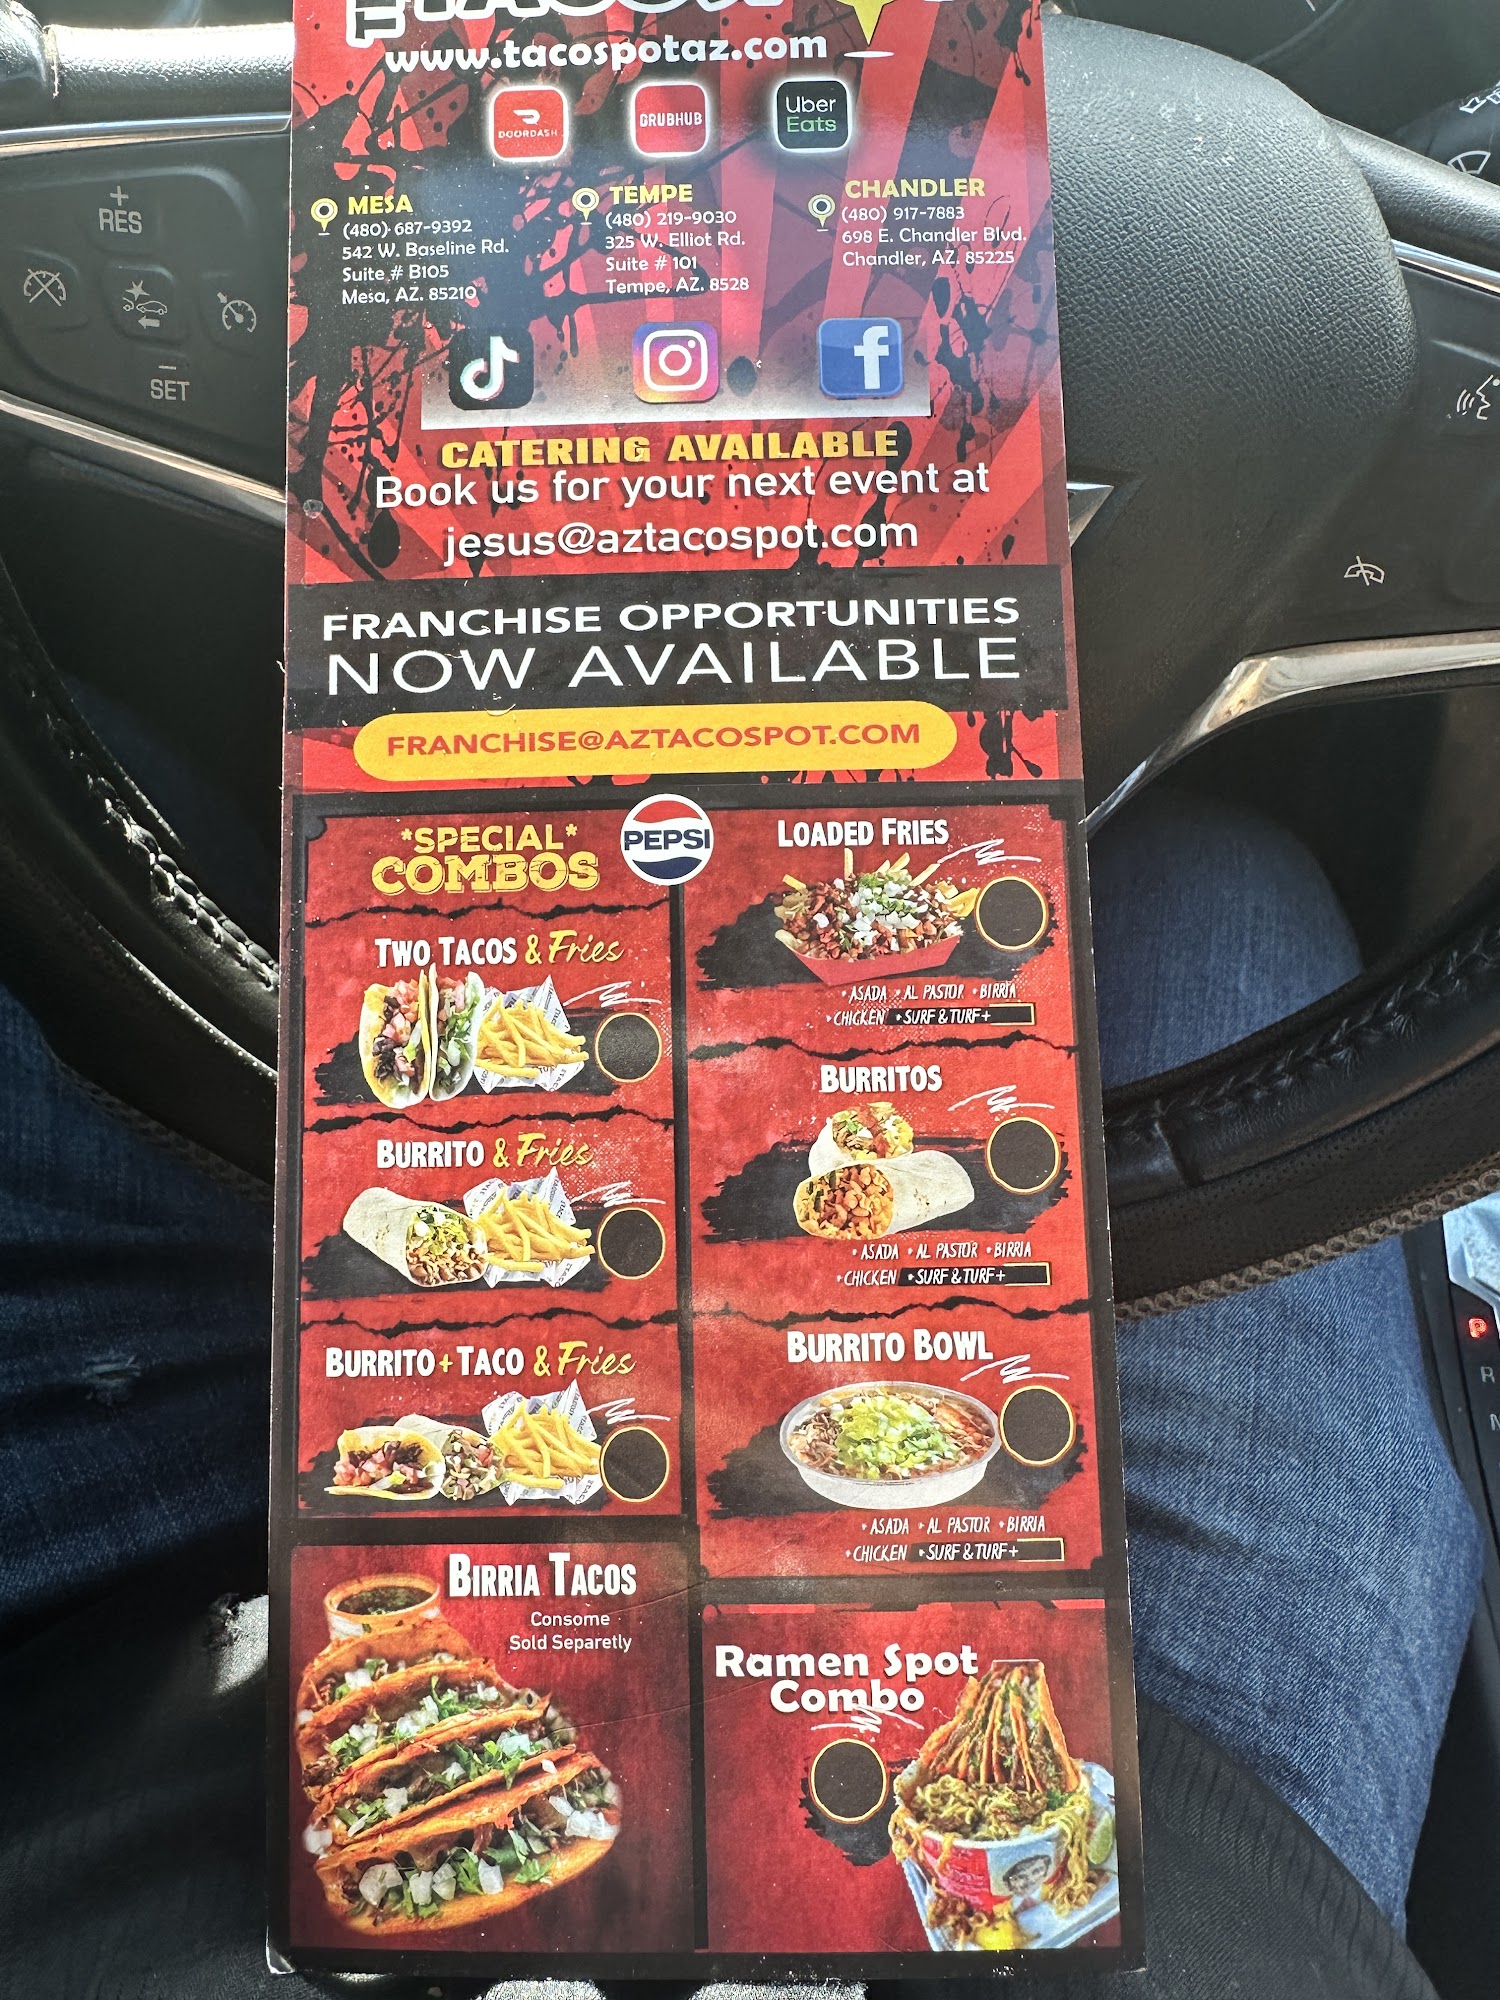 www.tacospotaz.com
DOORDASH
GRUBHUB
Uber
Eats
MESA
(480) 687-9392
542 W. Baseline Rd.
Suite # B105
Mesa, AZ. 85210
TEMPE
(480) 219-9030
325 W. Elliot Rd.
Suite # 101
Tempe, AZ. 8528
CHANDLER
(480) 917-7883
698 E. Chandler Blvd.
Chandler, AZ. 85225
CATERING AVAILABLE
Book us for your next event at
jesus@aztacospot.com
FRANCHISE OPPORTUNITIES
NOW AVAILABLE
FRANCHISE@AZTACOSPOT.COM
PEPSI
*SPECIAL*
COMBOS
TWO TACOS & Fries
BURRITO & Fries
BURRITO + TACO & Fries
BIRRIA TACOS
Consome
Sold Separetly
LOADED FRIES
• ASADA • AL PASTOR • BIRRIA
• CHICKEN • SURF & TURF+
BURRITOS
• ASADA • AL PASTOR • BIRRIA
• CHICKEN • SURF & TURF+
BURRITO BOWL
• ASADA • AL PASTOR • BIRRIA
• CHICKEN • SURF & TURF+
Ramen Spot
Combo
+
RES
–
SET
P
R
N